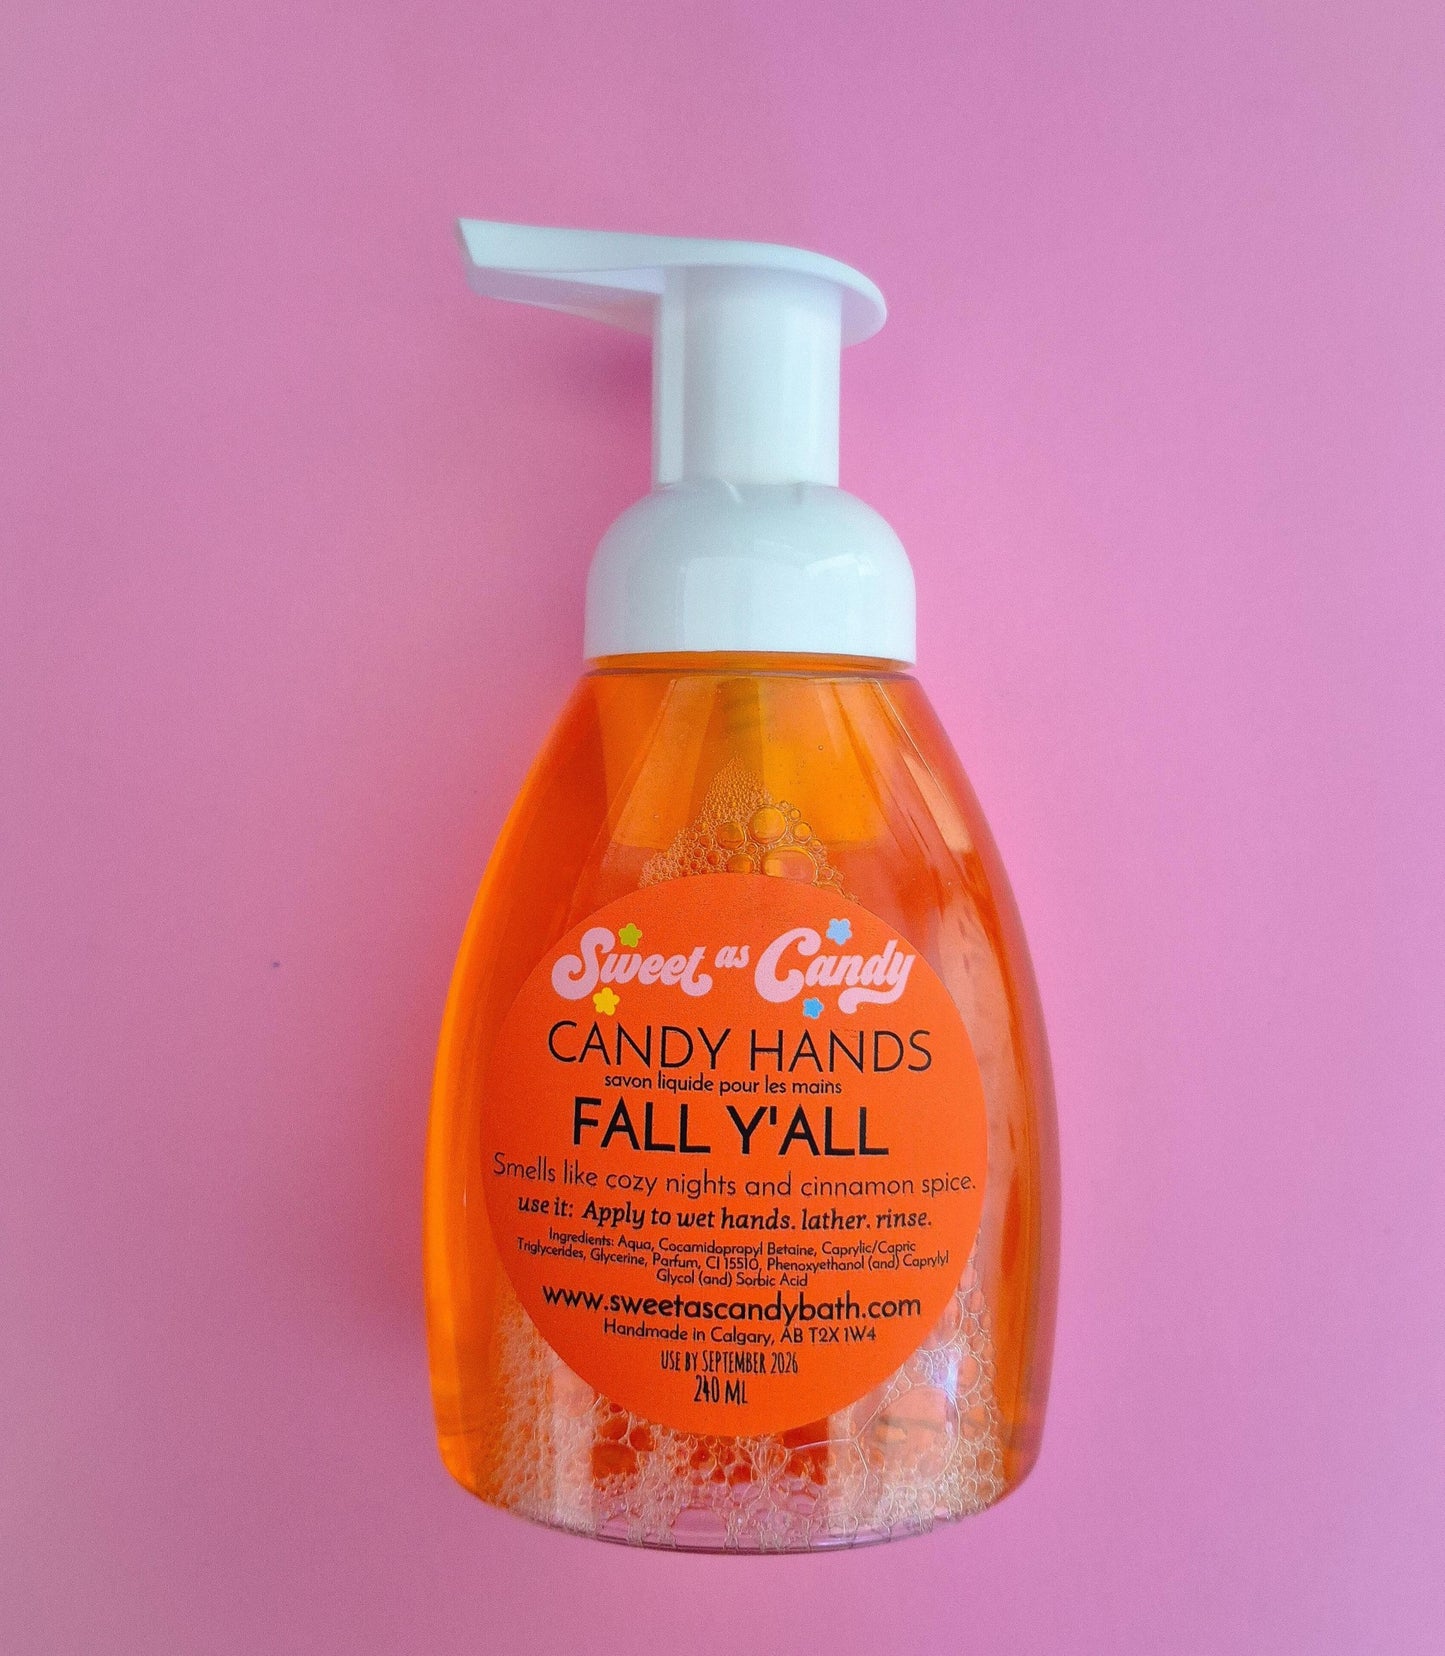 Sweet as Candy
CANDY HANDS
savon liquide pour les mains
FALL Y'ALL
Smells like cozy nights and cinnamon spice.
use it: Apply to wet hands. lather. rinse.
Ingredients: Aqua, Cocamidopropyl Betaine, Caprylic/Capric
Triglycerides, Glycerine, Parfum, CI 15510, Phenoxyethanol (and) Caprylyl
Glycol (and) Sorbic Acid
www.sweetascandybath.com
Handmade in Calgary, AB T2X 1W4
USE BY SEPTEMBER 2026
240 ML